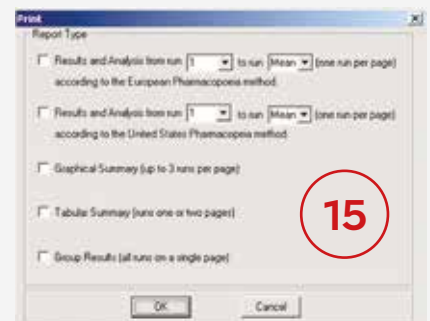 Print
Report Type
Results and Analysis from run 1 to run Mean (one run per page)
according to the European Pharmacopoeia method
Results and Analysis from run 1 to run Mean (one run per page)
according to the United States Pharmacopeia method
Graphical Summary (up to 3 runs per page)
Tabular Summary (runs one or two pages)
Group Results (all runs on a single page)
15
OK
Cancel